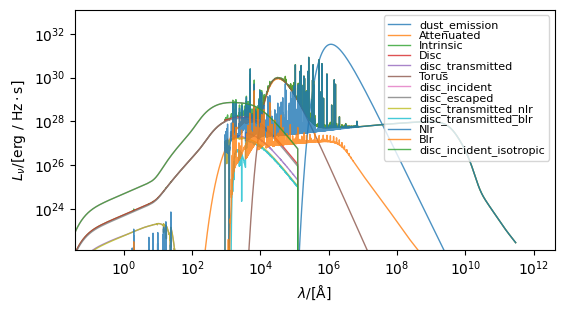 10³²
10³⁰
10²⁸
10²⁶
10²⁴
L_ν/[erg / Hz · s]
dust_emission
Attenuated
Intrinsic
Disc
disc_transmitted
Torus
disc_incident
disc_escaped
disc_transmitted_nlr
disc_transmitted_blr
Nlr
Blr
disc_incident_isotropic
10⁰ 10² 10⁴ 10⁶ 10⁸ 10¹⁰ 10¹²
λ/[Å]